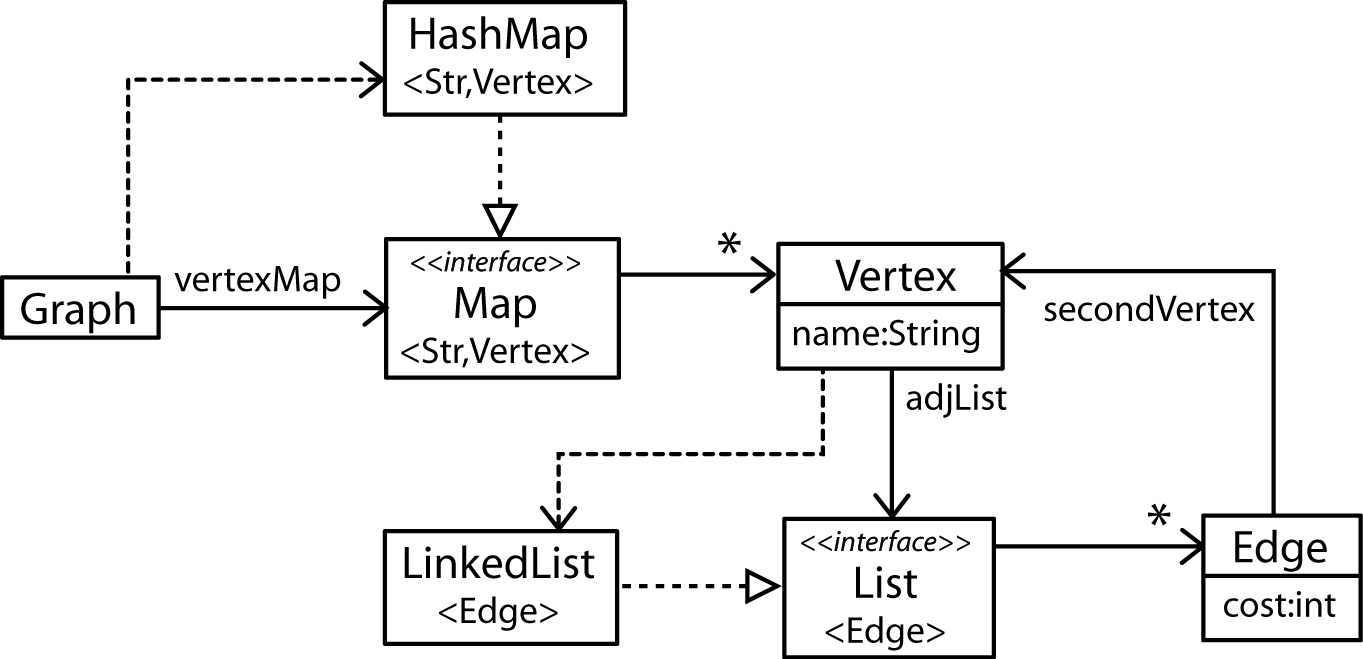 HashMap
<Str,Vertex>
vertexMap
Graph
<<interface>>
Map
<Str,Vertex>
*
Vertex
name:String
secondVertex
adjList
LinkedList
<Edge>
<<interface>>
List
<Edge>
*
Edge
cost:int